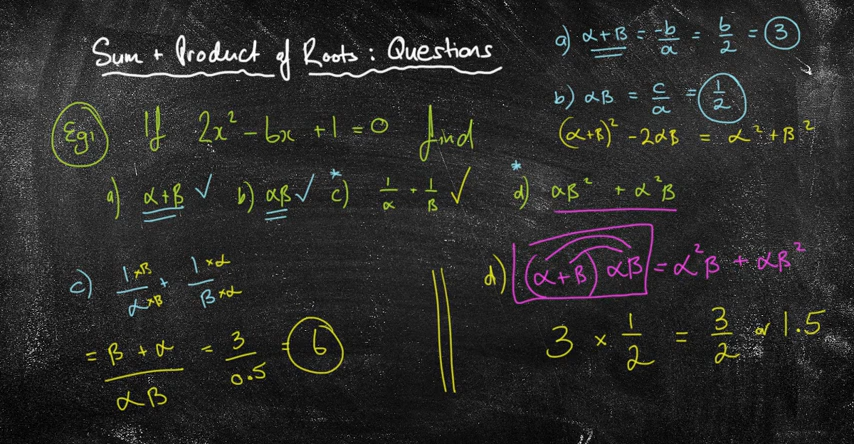 Sum + Product of Roots : Questions
a) α+β = -b/a = b/2 = 3
b) αβ = c/a = 1/2
(α+β)² - 2αβ = α² + β²
Eg1 If 2x² - 6x + 1 = 0 find
a) α+β ✓ b) αβ ✓ * c) 1/α + 1/β ✓ * d) αβ² + α²β
c) 1×β/α×β + 1×α/β×α
= β + α/αβ = 3/0.5 = 6
d) (α+β) αβ = α²β + αβ²
3 × 1/2 = 3/2 or 1.5